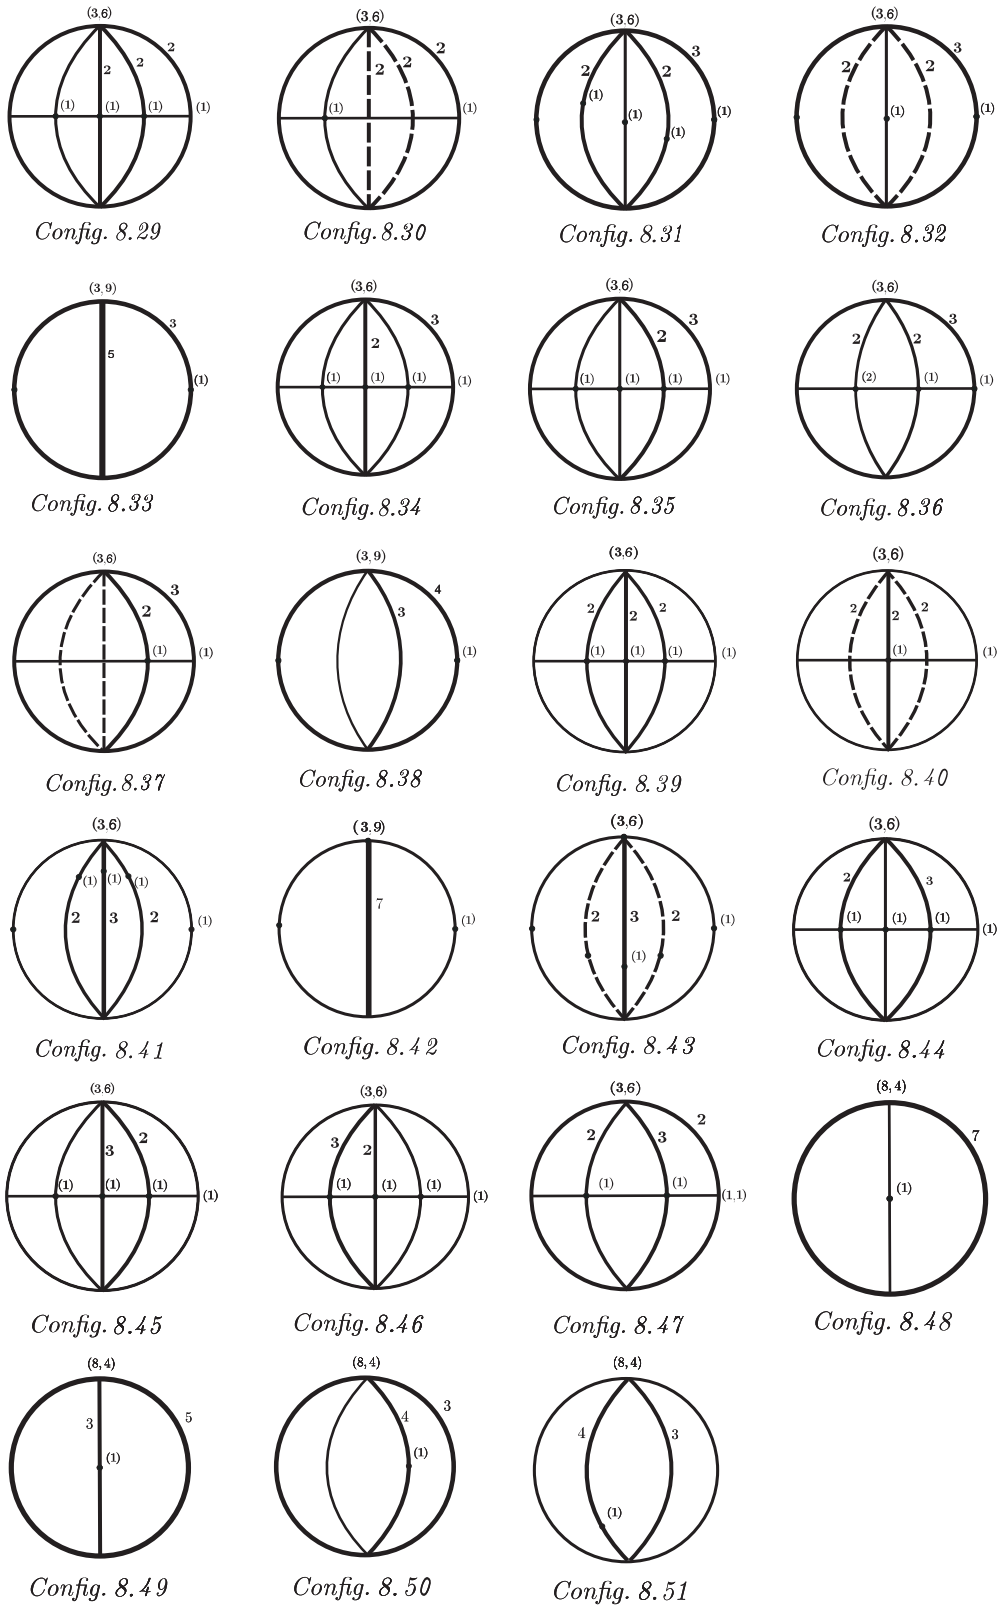 (3,6) (3,6) (3,6) (3,6)
2 2 2 (1) (1) (1) (1)
2 2 2 (1) (1)
3 2 2 (1) (1) (1) (1)
3 2 2 (1) (1)
Config. 8.29 Config. 8.30 Config. 8.31 Config. 8.32
(3,9) (3,6) (3,6) (3,6)
3 5 (1)
3 2 (1) (1) (1) (1)
3 2 (1) (1) (1) (1)
3 2 2 (2) (1) (1)
Config. 8.33 Config. 8.34 Config. 8.35 Config. 8.36
(3,6) (3,9) (3,6) (3,6)
3 2 (1) (1)
4 3 (1)
2 2 2 (1) (1) (1) (1)
2 2 2 (1) (1)
Config. 8.37 Config. 8.38 Config. 8.39 Config. 8.40
(3,6) (3,9) (3,6) (3,6)
(1) (1) (1) 2 3 2 (1)
7 (1)
2 3 2 (1) (1)
2 3 (1) (1) (1) (1)
Config. 8.41 Config. 8.42 Config. 8.43 Config. 8.44
(3,6) (3,6) (3,6) (8,4)
3 2 (1) (1) (1) (1)
3 2 (1) (1) (1) (1)
2 3 2 (1) (1) (1,1)
7 (1)
Config. 8.45 Config. 8.46 Config. 8.47 Config. 8.48
(8,4) (8,4) (8,4)
3 5 (1)
4 3 (1)
4 3 (1)
Config. 8.49 Config. 8.50 Config. 8.51